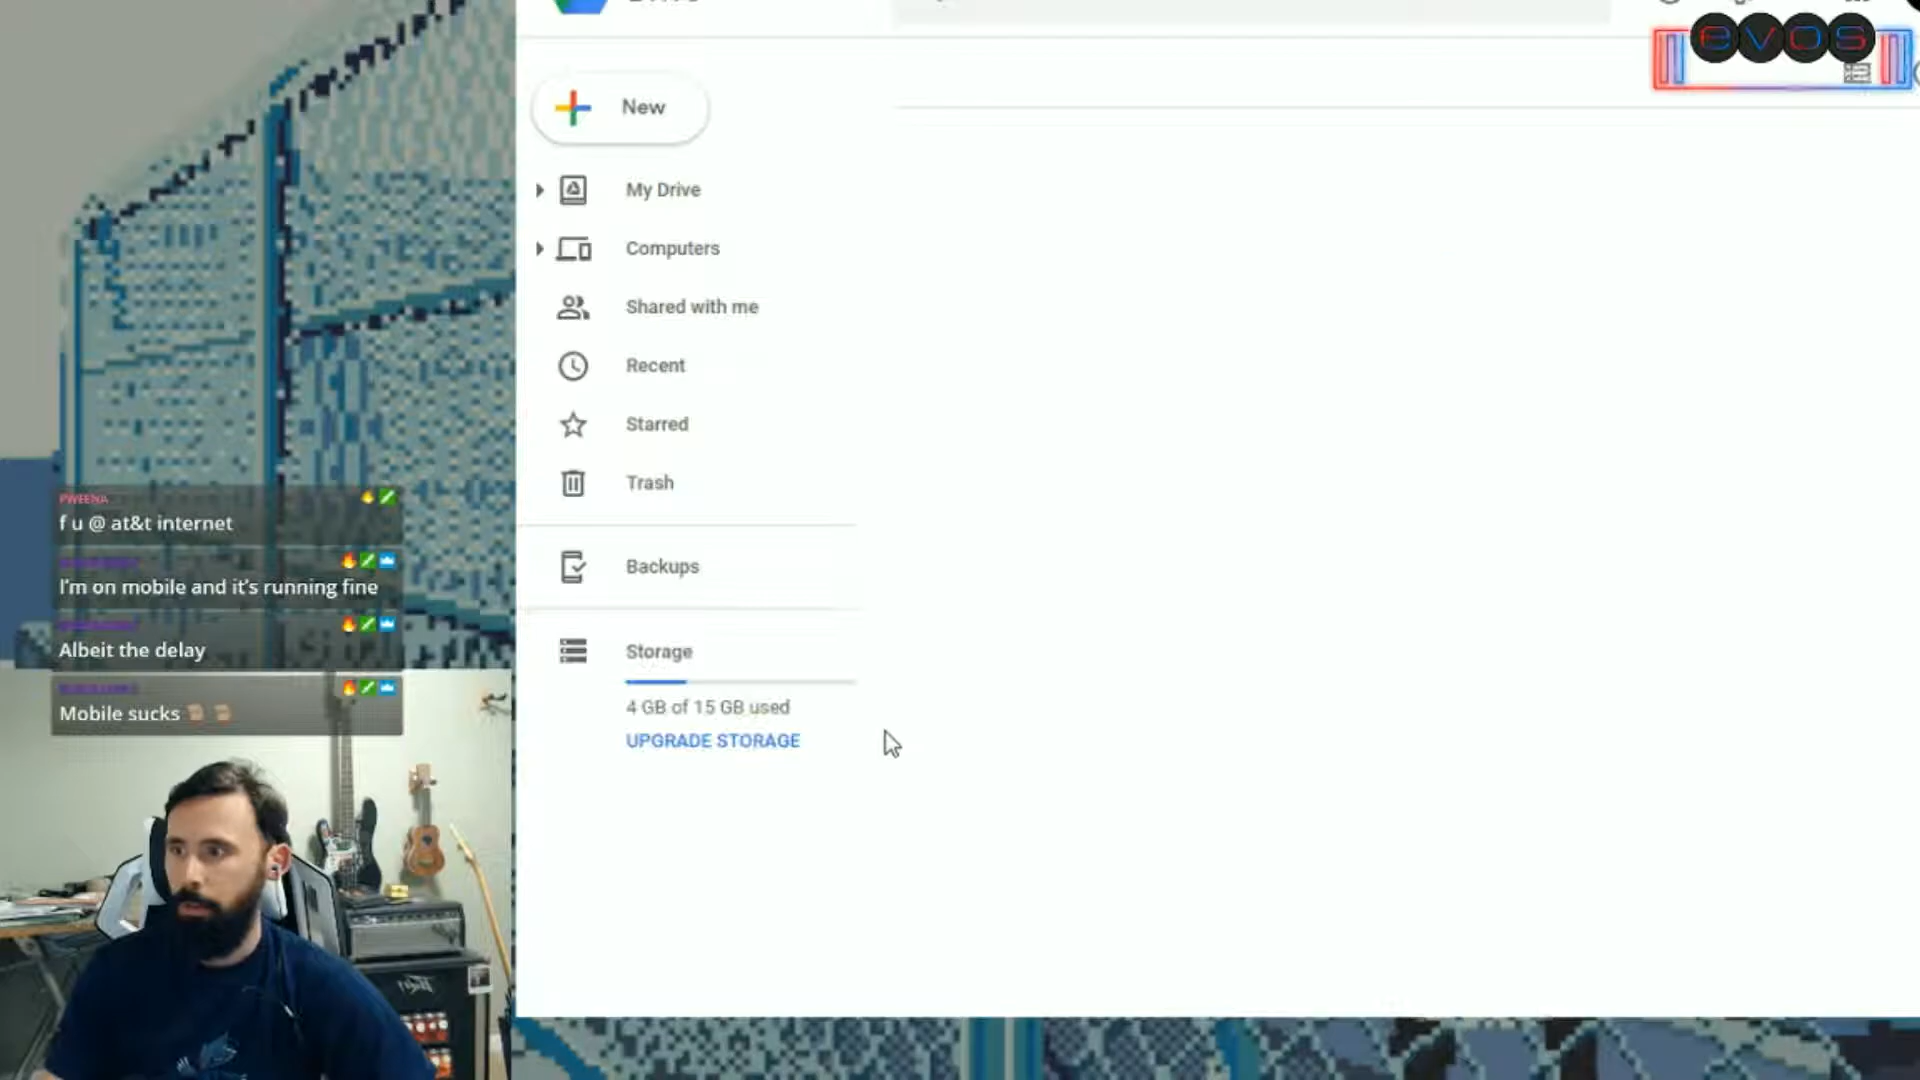 evos
New
My Drive
Computers
Shared with me
Recent
Starred
Trash
Backups
Storage
4 GB of 15 GB used
UPGRADE STORAGE
PWEENA
f u @ at&t internet
I'm on mobile and it's running fine
Albeit the delay
Mobile sucks